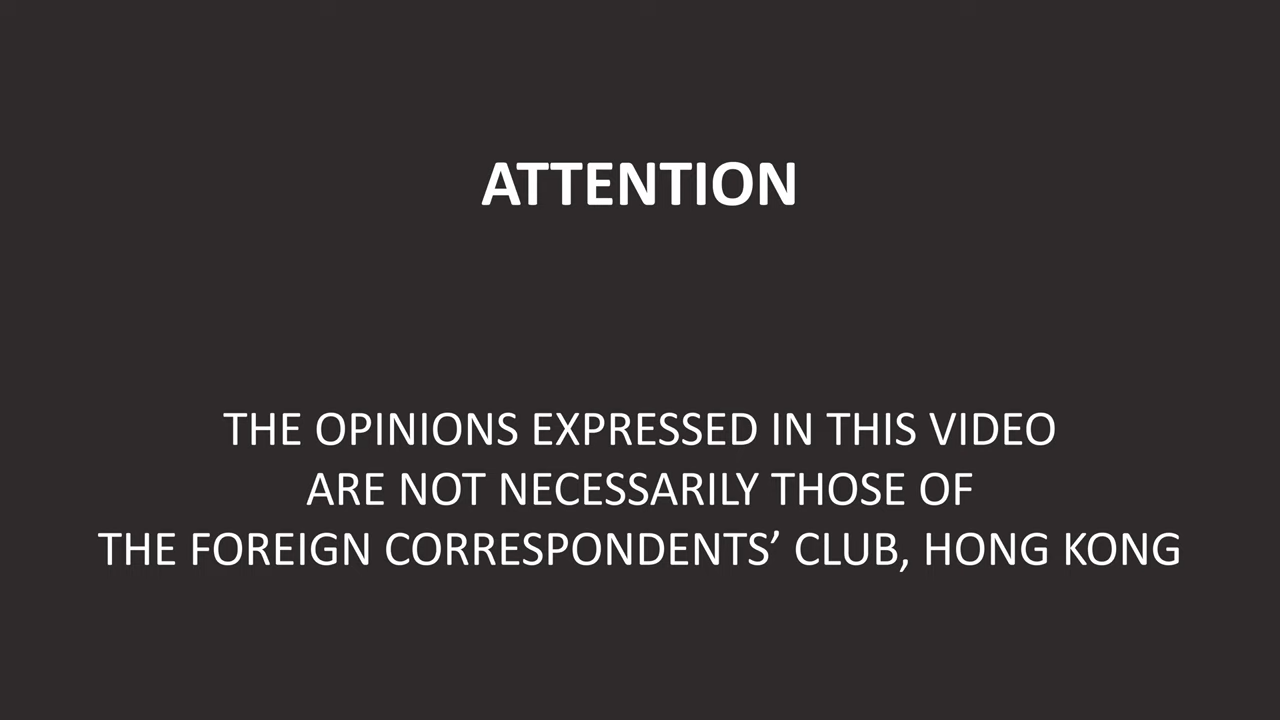 ATTENTION
THE OPINIONS EXPRESSED IN THIS VIDEO
ARE NOT NECESSARILY THOSE OF
THE FOREIGN CORRESPONDENTS’ CLUB, HONG KONG